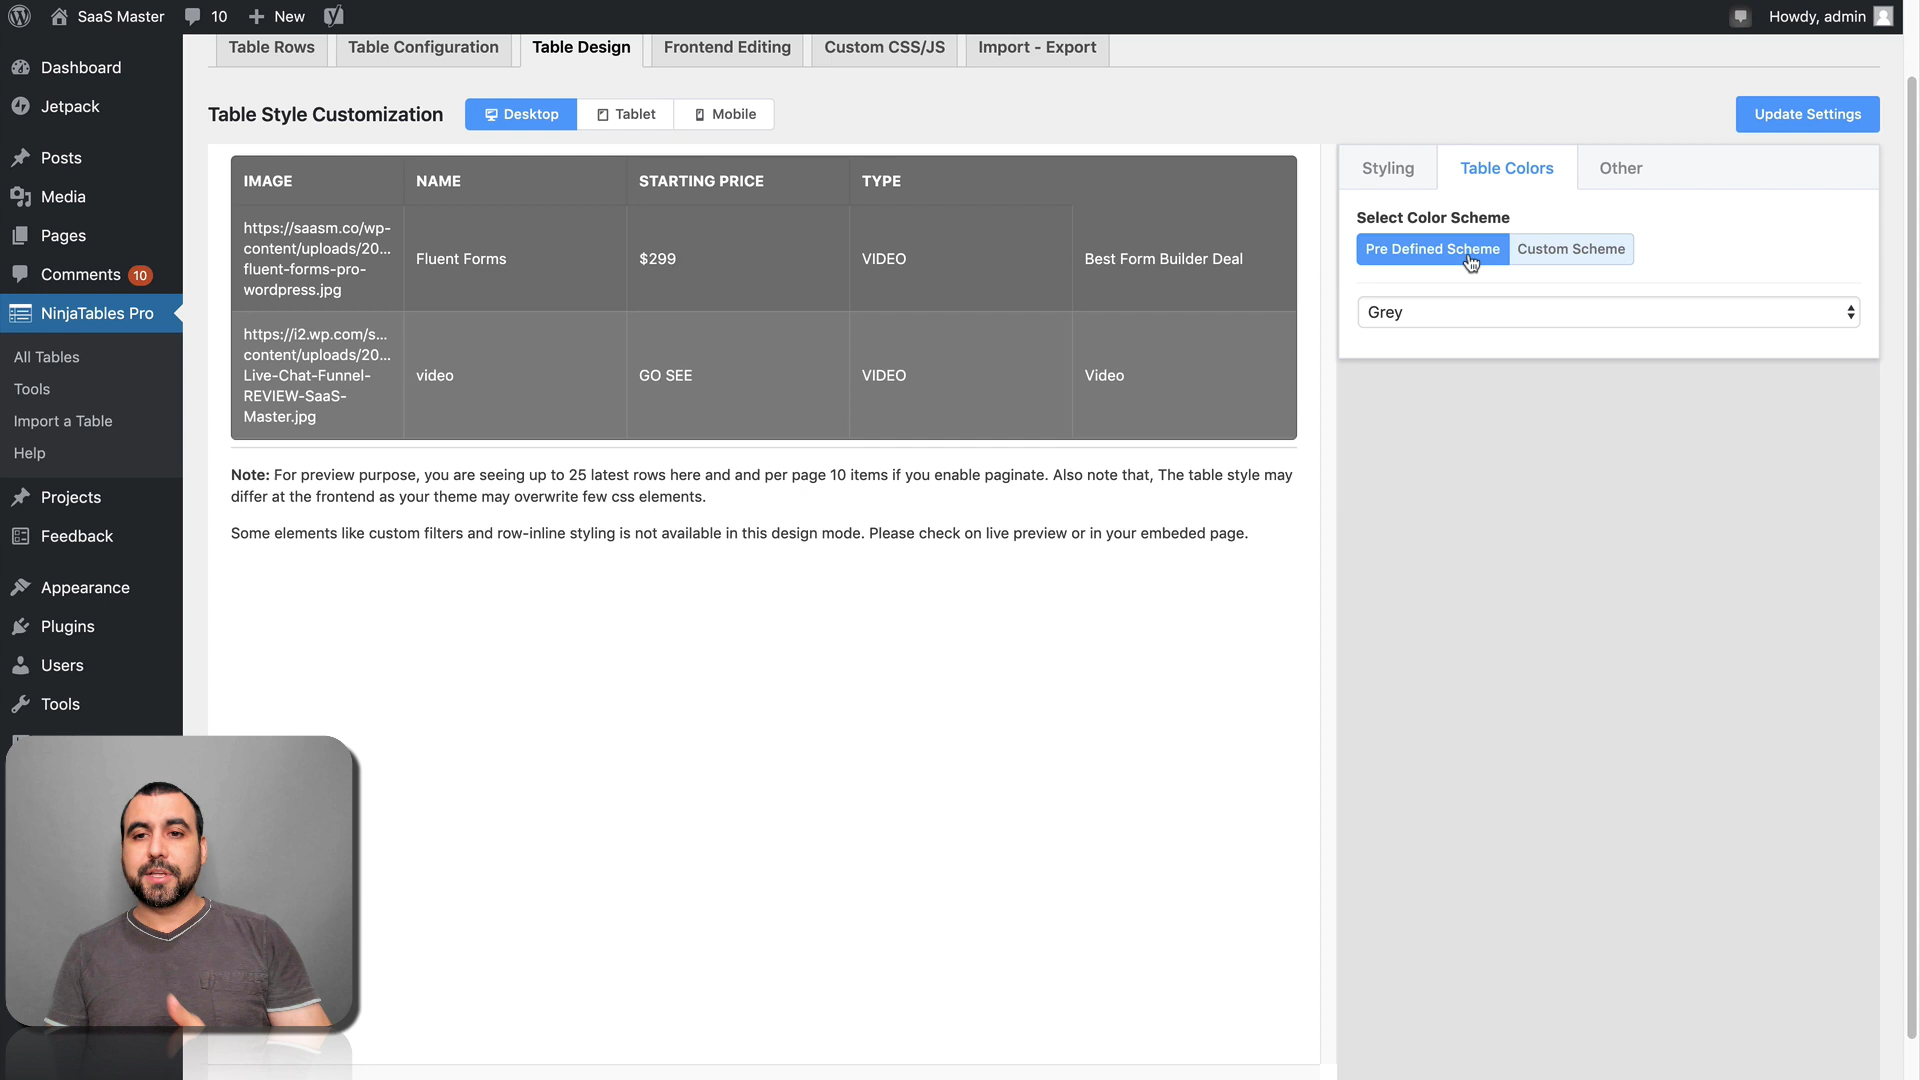 SaaS Master 10 New Howdy, admin
Table Rows Table Configuration Table Design Frontend Editing Custom CSS/JS Import - Export
Dashboard
Jetpack
Posts
Media
Pages
Comments 10
NinjaTables Pro
All Tables
Tools
Import a Table
Help
Projects
Feedback
Appearance
Plugins
Users
Tools
Table Style Customization Desktop Tablet Mobile Update Settings
IMAGE NAME STARTING PRICE TYPE
https://saasm.co/wp-
content/uploads/20...
fluent-forms-pro-
wordpress.jpg
Fluent Forms $299 VIDEO Best Form Builder Deal
https://i2.wp.com/s...
content/uploads/20...
Live-Chat-Funnel-
REVIEW-SaaS-
Master.jpg
video GO SEE VIDEO Video
Note: For preview purpose, you are seeing up to 25 latest rows here and and per page 10 items if you enable paginate. Also note that, The table style may
differ at the frontend as your theme may overwrite few css elements.
Some elements like custom filters and row-inline styling is not available in this design mode. Please check on live preview or in your embeded page.
Styling Table Colors Other
Select Color Scheme
Pre Defined Scheme Custom Scheme
Grey